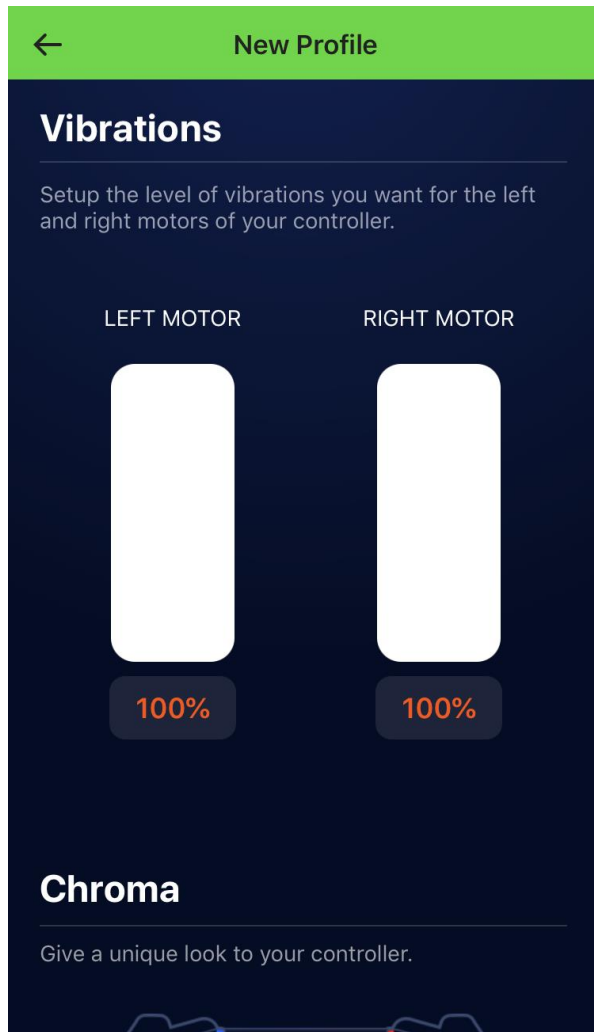 New Profile
Vibrations
Setup the level of vibrations you want for the left
and right motors of your controller.
LEFT MOTOR
RIGHT MOTOR
100%
100%
Chroma
Give a unique look to your controller.